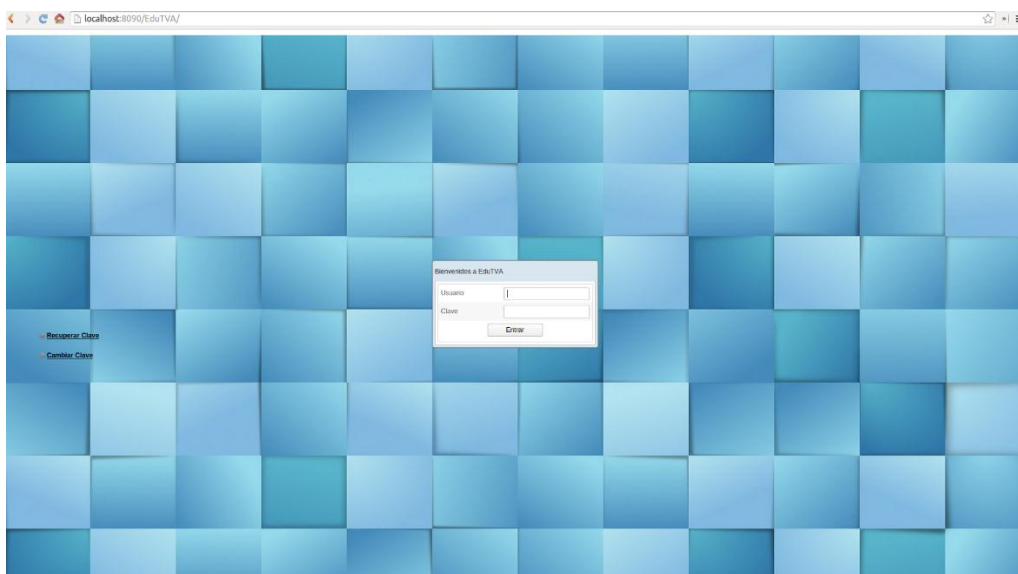 localhost:8090/EduTVA/
Bienvenidos a EduTVA
Usuario
Clave
Entrar
Recuperar Clave
Cambiar Clave